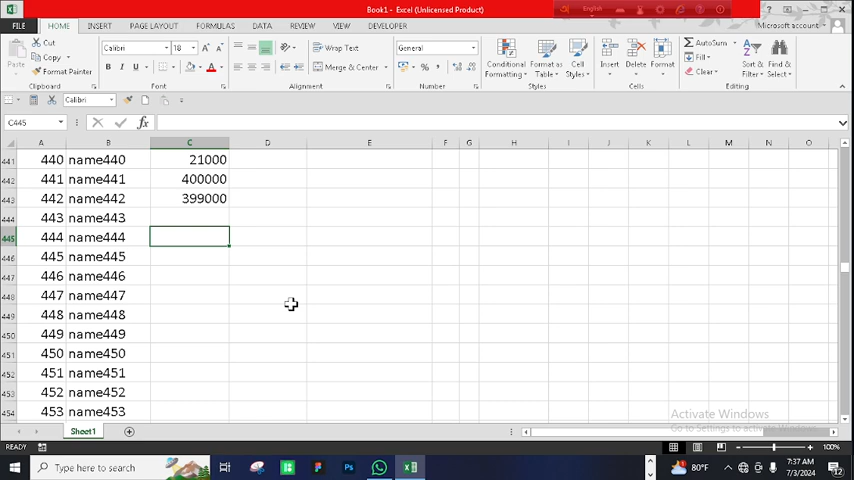 Book1 - Excel (Unlicensed Product)
English
FILE HOME INSERT PAGE LAYOUT FORMULAS DATA REVIEW VIEW DEVELOPER
Microsoft account
Cut
Copy
Format Painter
Paste
Clipboard
Calibri 18
B I U
Font
Wrap Text
Merge & Center
Alignment
General
Number
Conditional Formatting
Format as Table
Cell Styles
Styles
Insert Delete Format
Cells
AutoSum
Fill
Clear
Sort & Filter
Find & Select
Editing
Calibri
C445
A B C D E F G H I J K L M N O
441 440 name440 21000
442 441 name441 400000
443 442 name442 399000
444 443 name443
445 444 name444
446 445 name445
447 446 name446
448 447 name447
449 448 name448
450 449 name449
451 450 name450
452 451 name451
453 452 name452
454 453 name453
Activate Windows
Go to Settings to activate Windows.
Sheet1
READY
100%
Type here to search
80°F
7:37 AM
7/3/2024
12